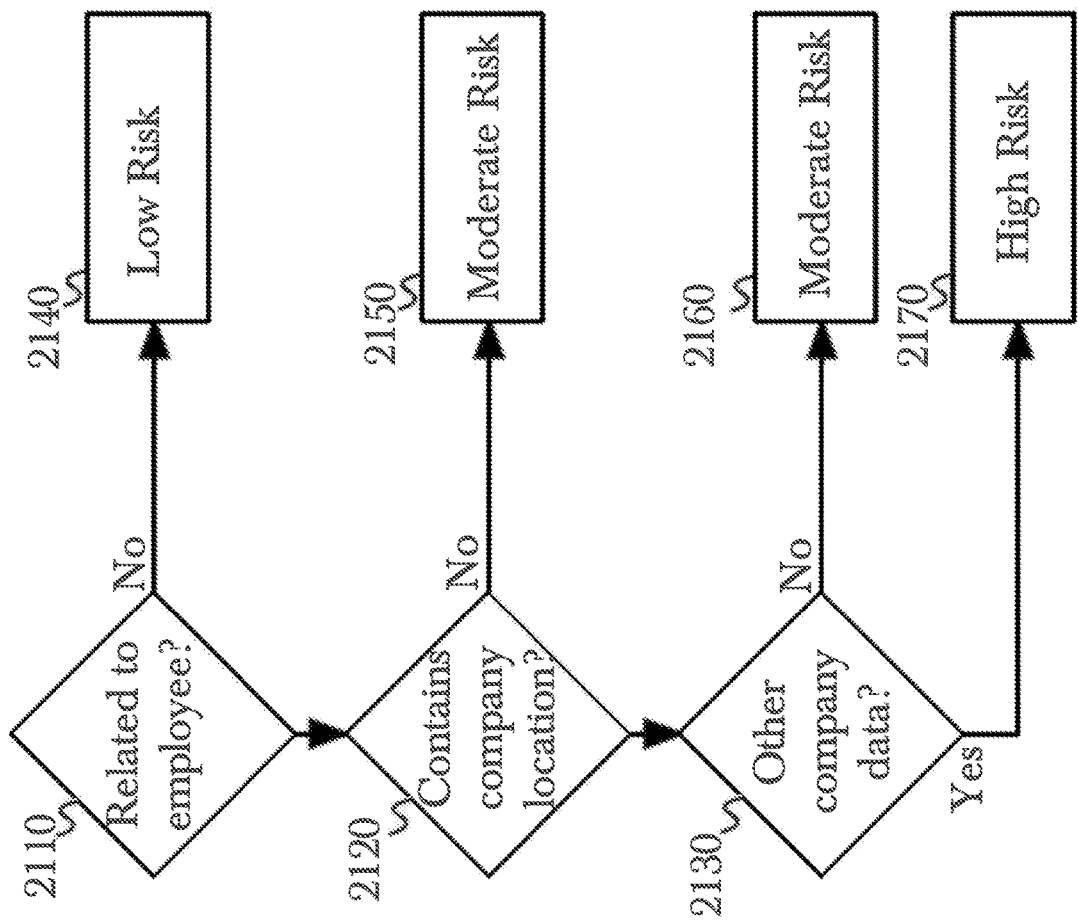 2110
Related to
employee?
No
2140
Low Risk
2120
Contains
company
location?
No
2150
Moderate Risk
2130
Other
company
data?
No
2160
Moderate Risk
Yes
2170
High Risk